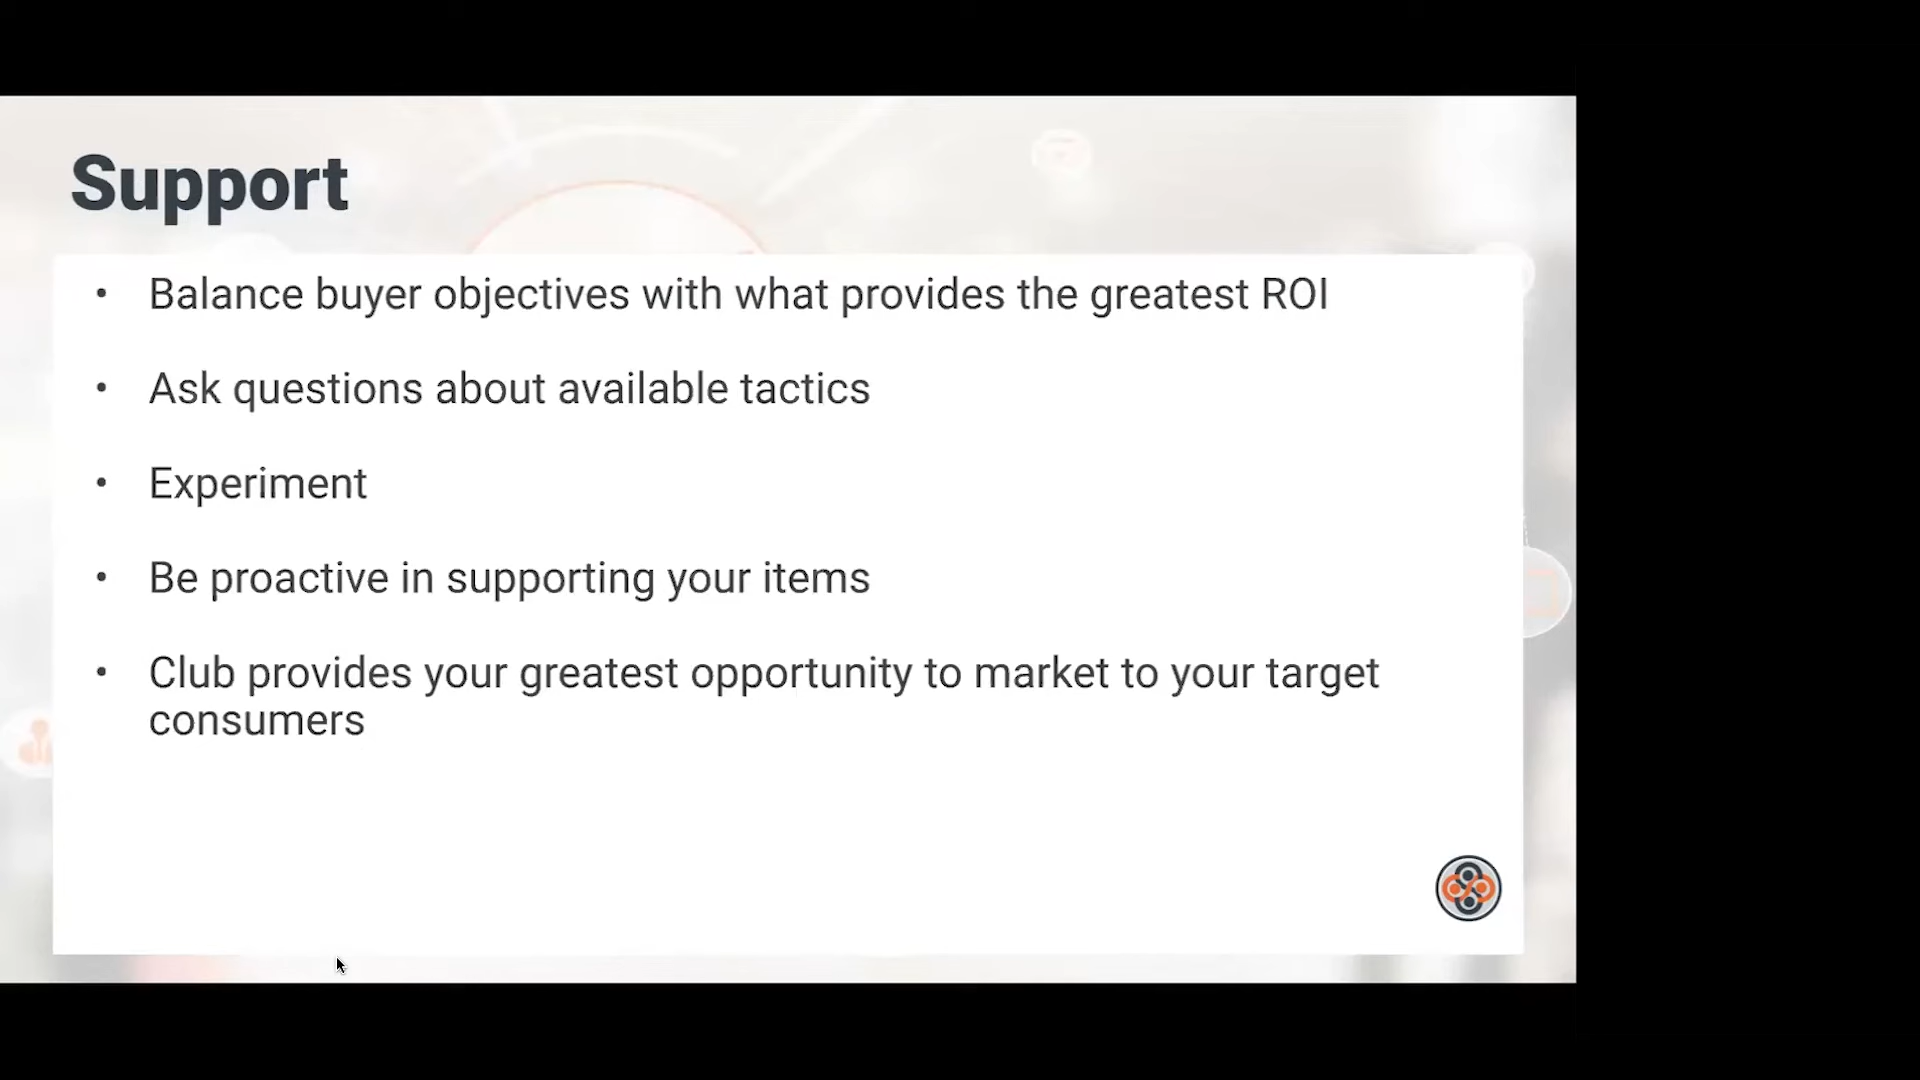 Support
• Balance buyer objectives with what provides the greatest ROI
• Ask questions about available tactics
• Experiment
• Be proactive in supporting your items
• Club provides your greatest opportunity to market to your target
consumers